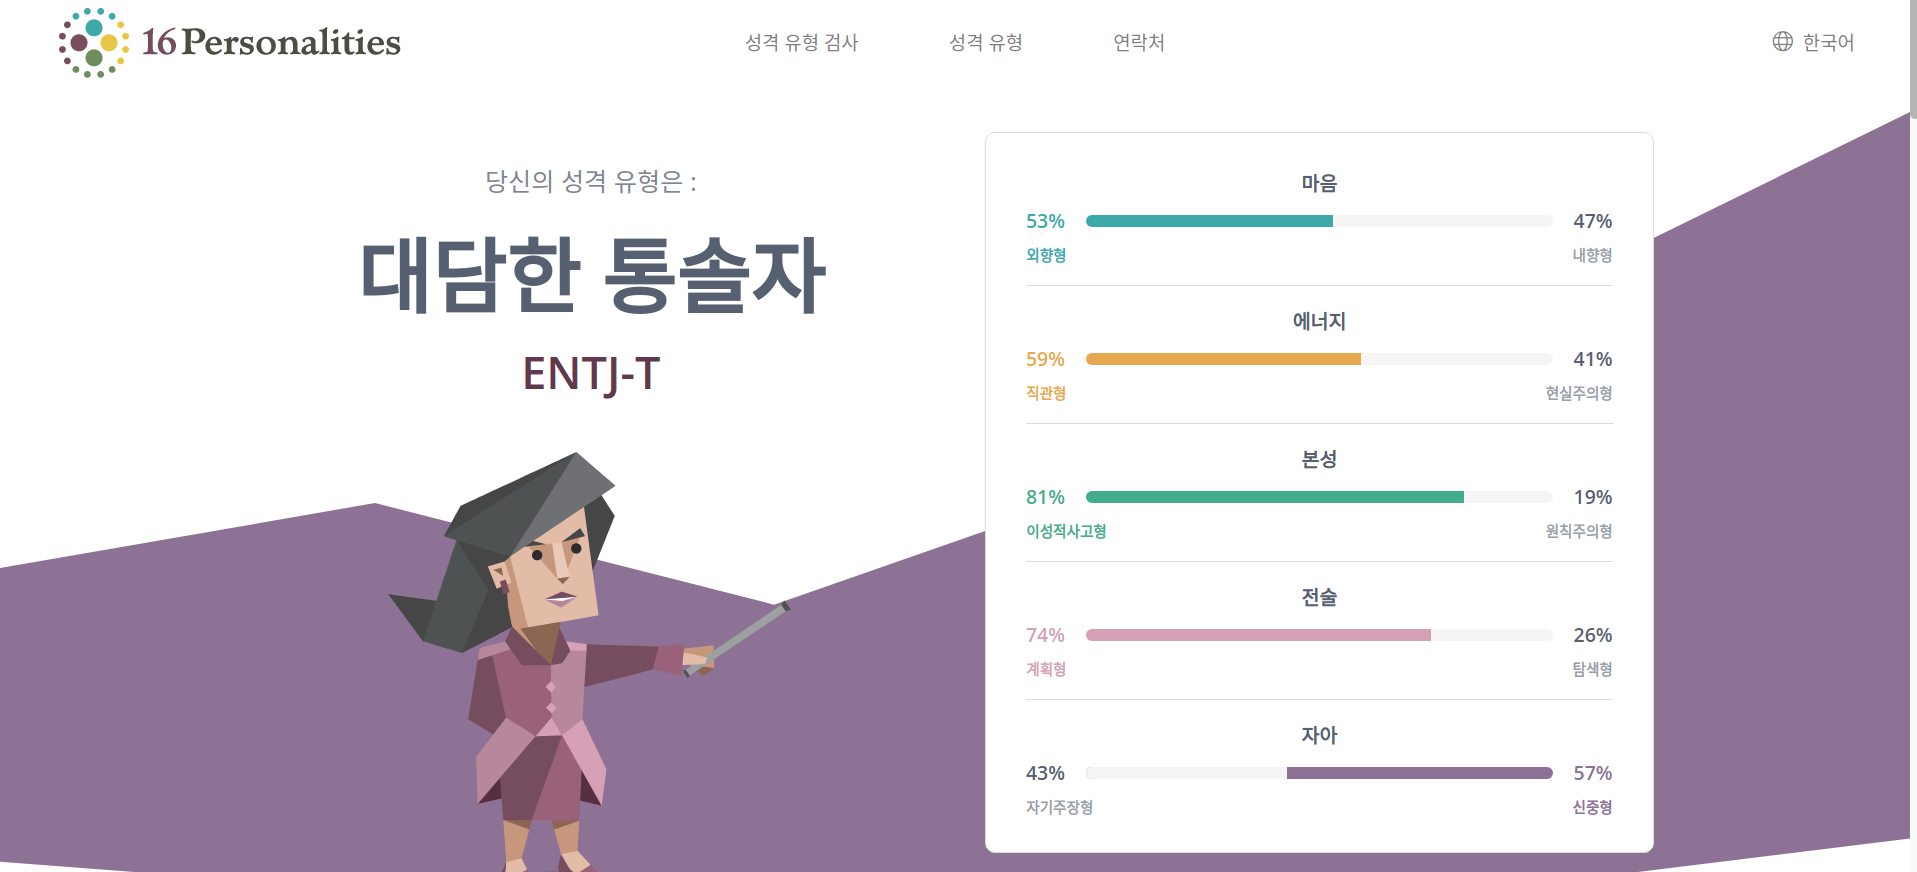 16Personalities
성격 유형 검사
성격 유형
연락처
한국어
당신의 성격 유형은 :
대담한 통솔자
ENTJ-T
마음
53%
47%
외향형
내향형
에너지
59%
41%
직관형
현실주의형
본성
81%
19%
이성적사고형
원칙주의형
전술
74%
26%
계획형
탐색형
자아
43%
57%
자기주장형
신중형